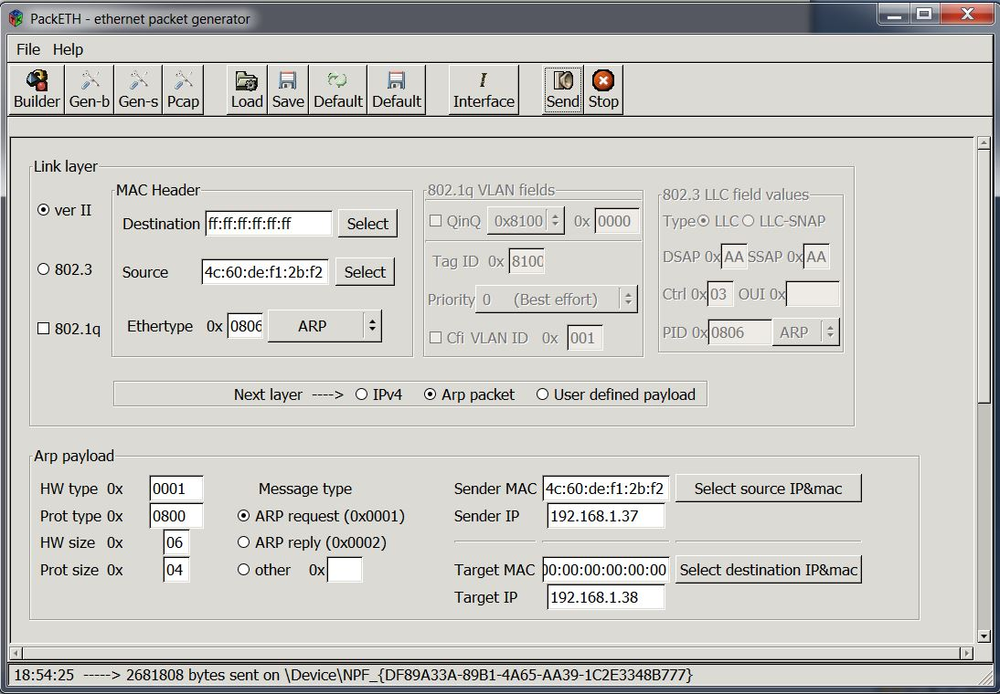 PackETH - ethernet packet generator
File Help
Builder Gen-b Gen-s Pcap Load Save Default Default Interface Send Stop
Link layer
ver II
802.3
802.1q
MAC Header
Destination ff:ff:ff:ff:ff:ff Select
Source 4c:60:de:f1:2b:f2 Select
Ethertype 0x 0806 ARP
802.1q VLAN fields
QinQ 0x8100 0x 0000
Tag ID 0x 8100
Priority 0 (Best effort)
Cfi VLAN ID 0x 001
802.3 LLC field values
Type LLC LLC-SNAP
DSAP 0x AA SSAP 0x AA
Ctrl 0x 03 OUI 0x
PID 0x 0806 ARP
Next layer ----> IPv4 Arp packet User defined payload
Arp payload
HW type 0x 0001
Prot type 0x 0800
HW size 0x 06
Prot size 0x 04
Message type
ARP request (0x0001)
ARP reply (0x0002)
other 0x
Sender MAC 4c:60:de:f1:2b:f2 Select source IP&mac
Sender IP 192.168.1.37
Target MAC 00:00:00:00:00:00 Select destination IP&mac
Target IP 192.168.1.38
18:54:25 -----> 2681808 bytes sent on \Device\NPF_{DF89A33A-89B1-4A65-AA39-1C2E3348B777}